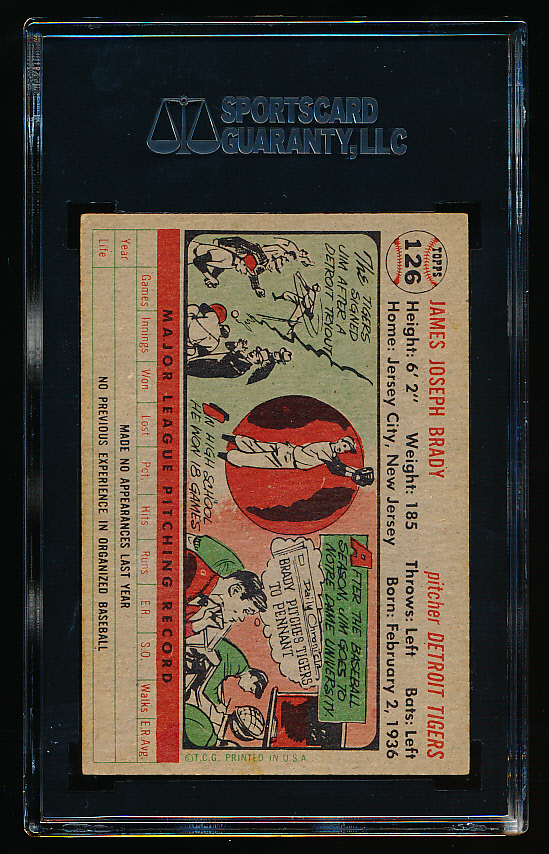 SPORTSCARD
GUARANTY, LLC
TOPPS
126
JAMES JOSEPH BRADY pitcher DETROIT TIGERS
Height: 6' 2" Weight: 185 Throws: Left Bats: Left
Home: Jersey City, New Jersey Born: February 2, 1936
THE TIGERS
SIGNED
JIM AFTER A
DETROIT TRYOUT.
IN HIGH SCHOOL
HE WON 8 GAMES
AFTER THE BASEBALL
SEASON, JIM GOES TO
NOTRE DAME UNIVERSITY.
Daily Chronicle
BRADY PITCHES TIGERS
TO PENNANT
MAJOR LEAGUE PITCHING RECORD
Year Games Innings Won Lost Pct. Hits Runs E.R. S.O. Walks E.R.Avg.
MADE NO APPEARANCES LAST YEAR
Life NO PREVIOUS EXPERIENCE IN ORGANIZED BASEBALL
©T.C.G. PRINTED IN U.S.A.